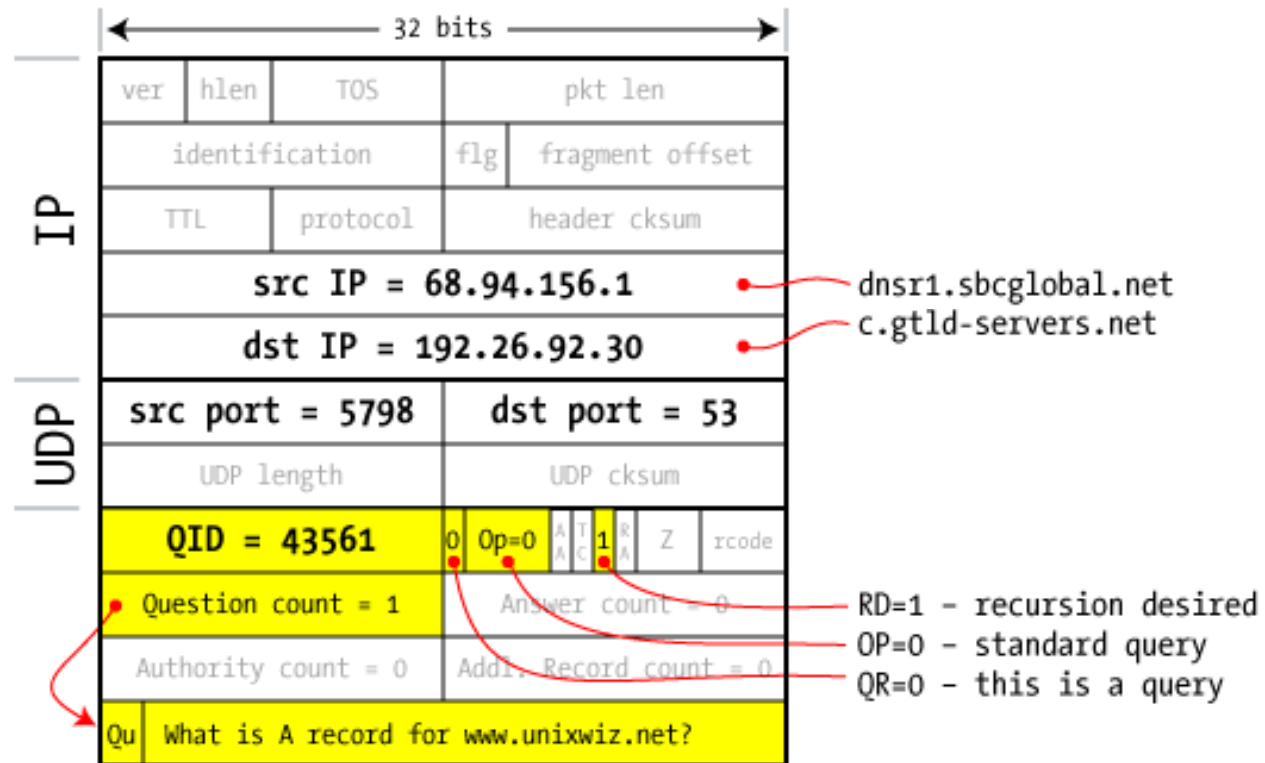 32 bits
ver hlen TOS pkt len
identification flg fragment offset
TTL protocol header cksum
IP
src IP = 68.94.156.1 dnsr1.sbcglobal.net
dst IP = 192.26.92.30 c.gtld-servers.net
src port = 5798 dst port = 53
UDP
UDP length UDP cksum
QID = 43561 0 Op=0 AA TC 1 RA Z rcode
Question count = 1 Answer count = 0 RD=1 – recursion desired
OP=0 – standard query
Authority count = 0 Addl. Record count = 0 QR=0 – this is a query
Qu What is A record for www.unixwiz.net?